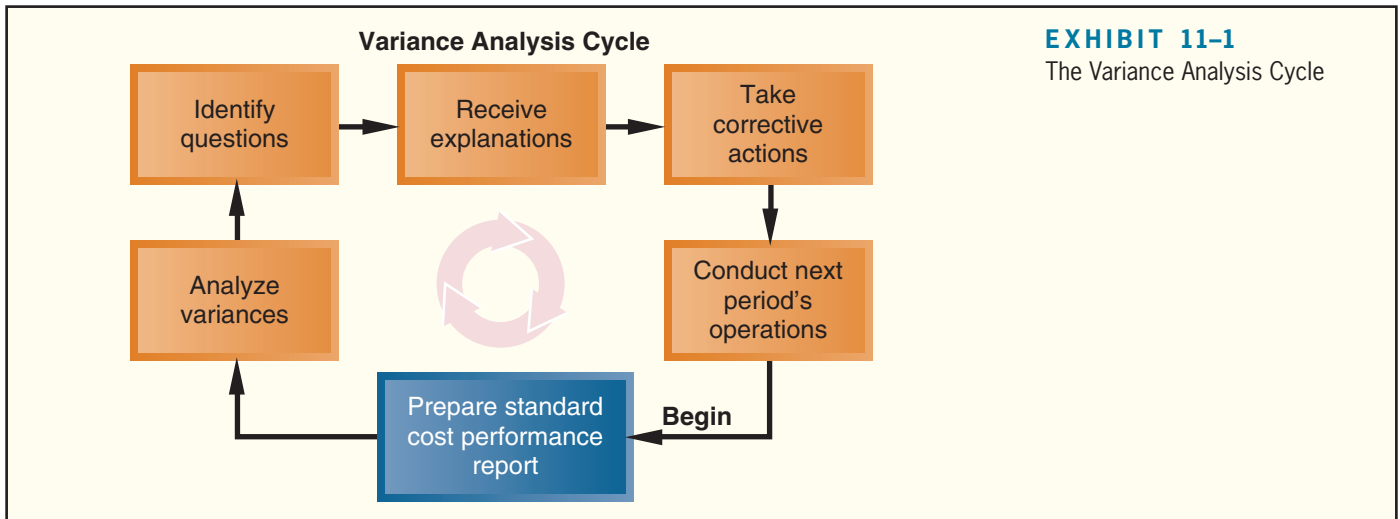 Variance Analysis Cycle
EXHIBIT 11–1
The Variance Analysis Cycle
Identify
questions
Receive
explanations
Take
corrective
actions
Analyze
variances
Conduct next
period's
operations
Prepare standard
cost performance
report
Begin